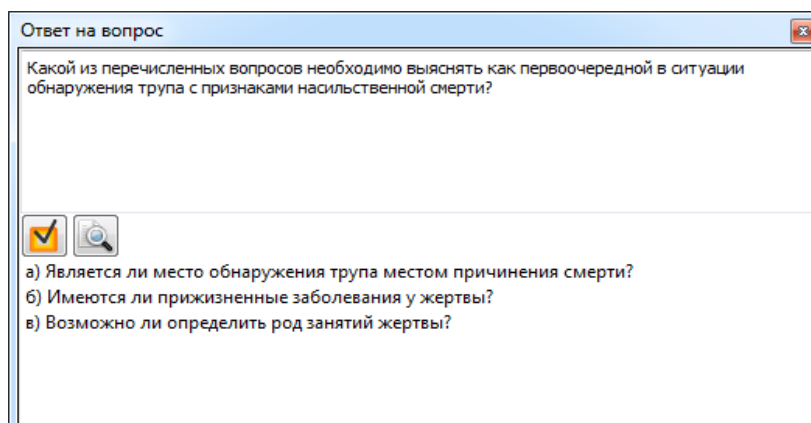 Ответ на вопрос
Какой из перечисленных вопросов необходимо выяснять как первоочередной в ситуации
обнаружения трупа с признаками насильственной смерти?
а) Является ли место обнаружения трупа местом причинения смерти?
б) Имеются ли прижизненные заболевания у жертвы?
в) Возможно ли определить род занятий жертвы?